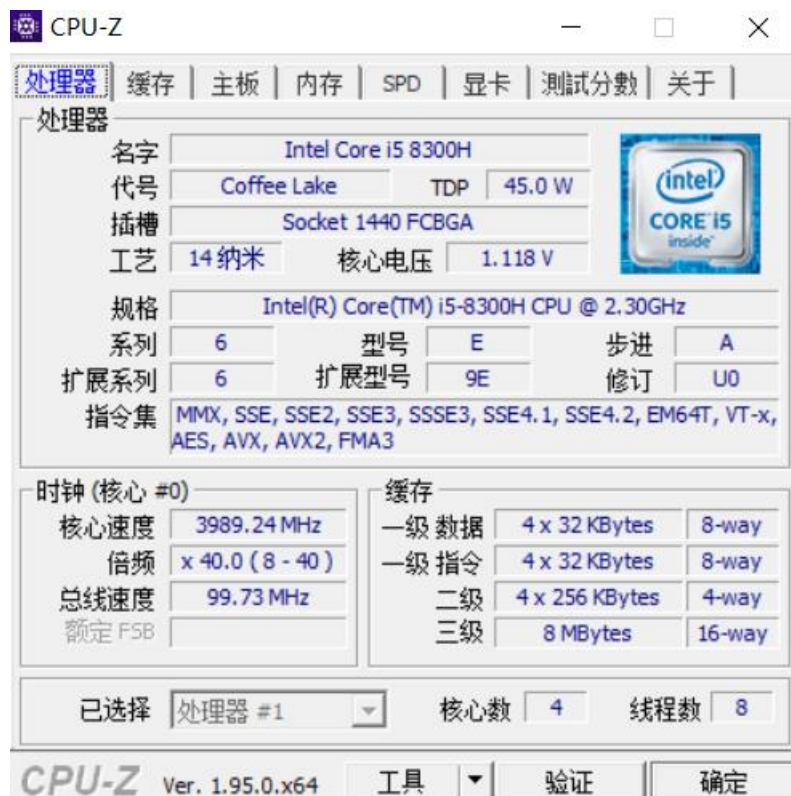 CPU-Z
处理器 缓存 主板 内存 SPD 显卡 測試分數 关于
处理器
名字 Intel Core i5 8300H
代号 Coffee Lake TDP 45.0 W
插槽 Socket 1440 FCBGA
工艺 14 纳米 核心电压 1.118 V
intel
CORE i5
inside
规格 Intel(R) Core(TM) i5-8300H CPU @ 2.30GHz
系列 6 型号 E 步进 A
扩展系列 6 扩展型号 9E 修订 U0
指令集 MMX, SSE, SSE2, SSE3, SSSE3, SSE4.1, SSE4.2, EM64T, VT-x,
AES, AVX, AVX2, FMA3
时钟 (核心 #0) 缓存
核心速度 3989.24 MHz 一级 数据 4 x 32 KBytes 8-way
倍频 x 40.0 ( 8 - 40 ) 一级 指令 4 x 32 KBytes 8-way
总线速度 99.73 MHz 二级 4 x 256 KBytes 4-way
额定 FSB 三级 8 MBytes 16-way
已选择 处理器 #1 核心数 4 线程数 8
CPU-Z Ver. 1.95.0.x64 工具 验证 确定